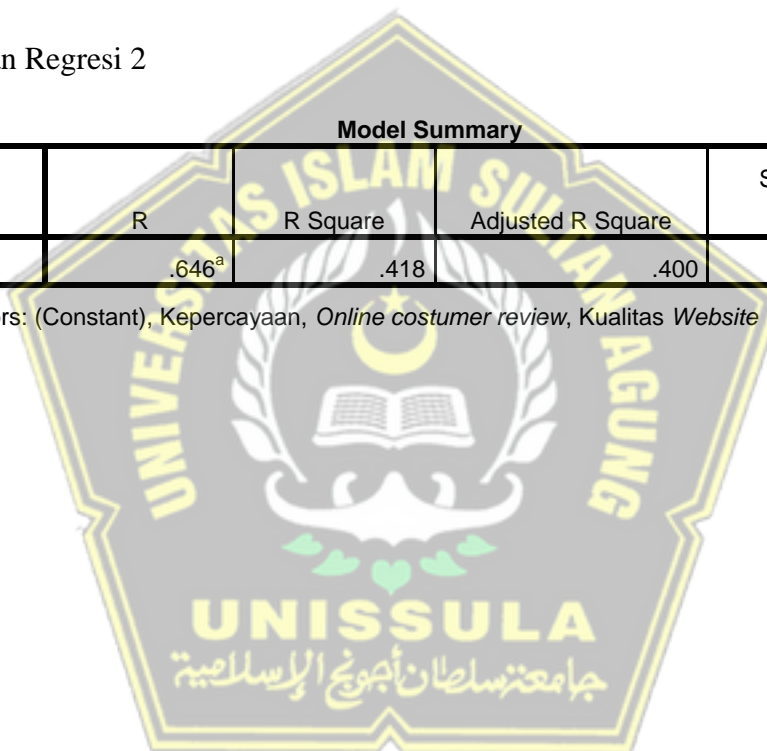 n Regresi 2
Model Summary
R R Square Adjusted R Square S
.646a .418 .400
rs: (Constant), Kepercayaan, Online costumer review, Kualitas Website
UNIVERSITAS ISLAM SULTAN AGUNG
UNISSULA
جامعة سلطان أجونج الإسلامية